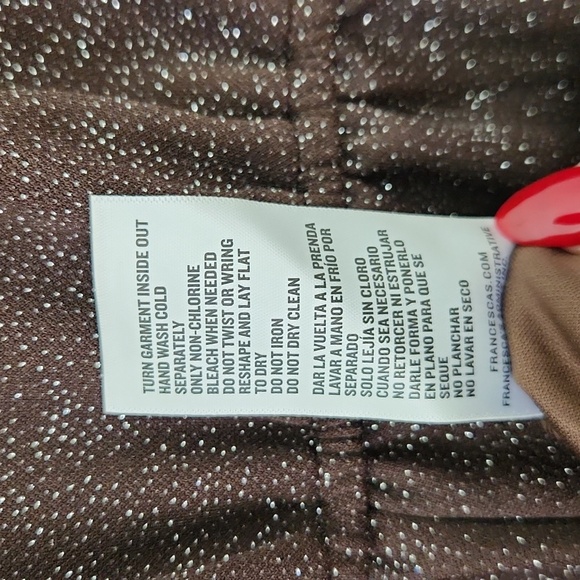 TURN GARMENT INSIDE OUT
HAND WASH COLD
SEPARATELY
ONLY NON-CHLORINE
BLEACH WHEN NEEDED
DO NOT TWIST OR WRING
RESHAPE AND LAY FLAT
TO DRY
DO NOT IRON
DO NOT DRY CLEAN
DAR LA VUELTA A LA PRENDA
LAVAR A MANO EN FRÍO POR
SEPARADO
SOLO LEJÍA SIN CLORO
CUANDO SEA NECESARIO
NO RETORCER NI ESTRUJAR
DARLE FORMA Y PONERLO
EN PLANO PARA QUE SE
SEQUE
NO PLANCHAR
NO LAVAR EN SECO
FRANCESCAS.COM